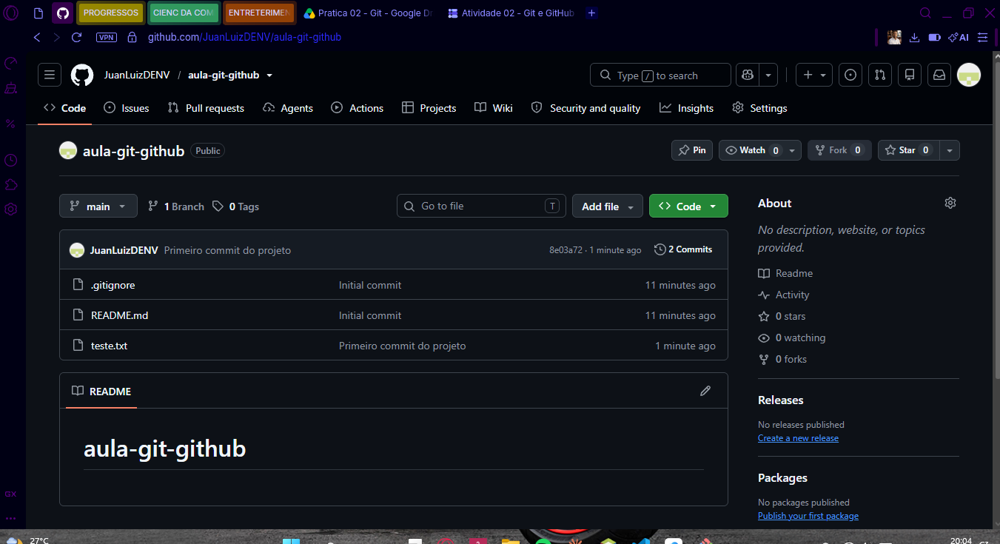 PROGRESSOS
CIENC DA COM
ENTRETERIMEN
Pratica 02 - Git - Google Dr
Atividade 02 - Git e GitHub
VPN
github.com/JuanLuizDENV/aula-git-github
AI
JuanLuizDENV / aula-git-github
Type / to search
Code
Issues
Pull requests
Agents
Actions
Projects
Wiki
Security and quality
Insights
Settings
aula-git-github
Public
Pin
Watch 0
Fork 0
Star 0
main
1 Branch
0 Tags
Go to file
T
Add file
Code
JuanLuizDENV Primeiro commit do projeto
8e03a72 · 1 minute ago
2 Commits
.gitignore
Initial commit
11 minutes ago
README.md
Initial commit
11 minutes ago
teste.txt
Primeiro commit do projeto
1 minute ago
README
aula-git-github
About
No description, website, or topics
provided.
Readme
Activity
0 stars
0 watching
0 forks
Releases
No releases published
Create a new release
Packages
No packages published
Publish your first package
GX
27°C
20:04